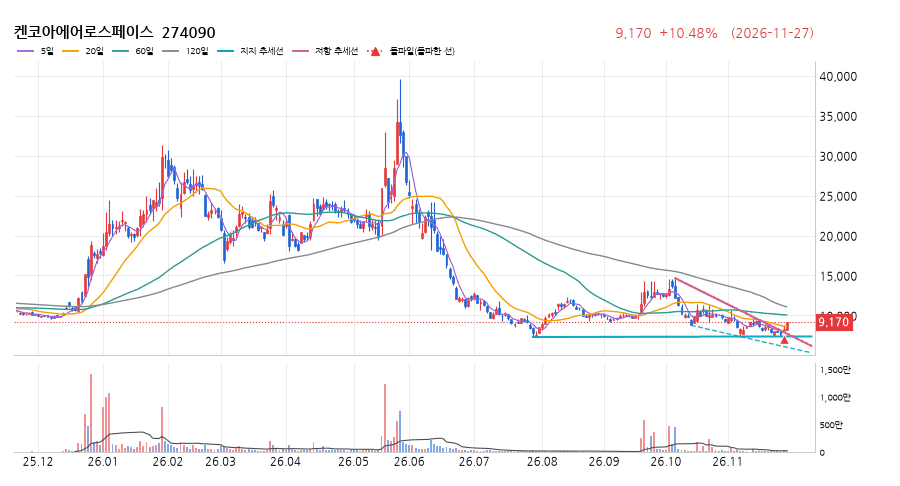 켄코아에어로스페이스 274090
9,170 +10.48% (2026-11-27)
5일 20일 60일 120일 지지 추세선 저항 추세선 돌파일(돌파한 선)
40,000
35,000
30,000
25,000
20,000
15,000
10,000
9,170
1,500만
1,000만
500만
0
25.12 26.01 26.02 26.03 26.04 26.05 26.06 26.07 26.08 26.09 26.10 26.11